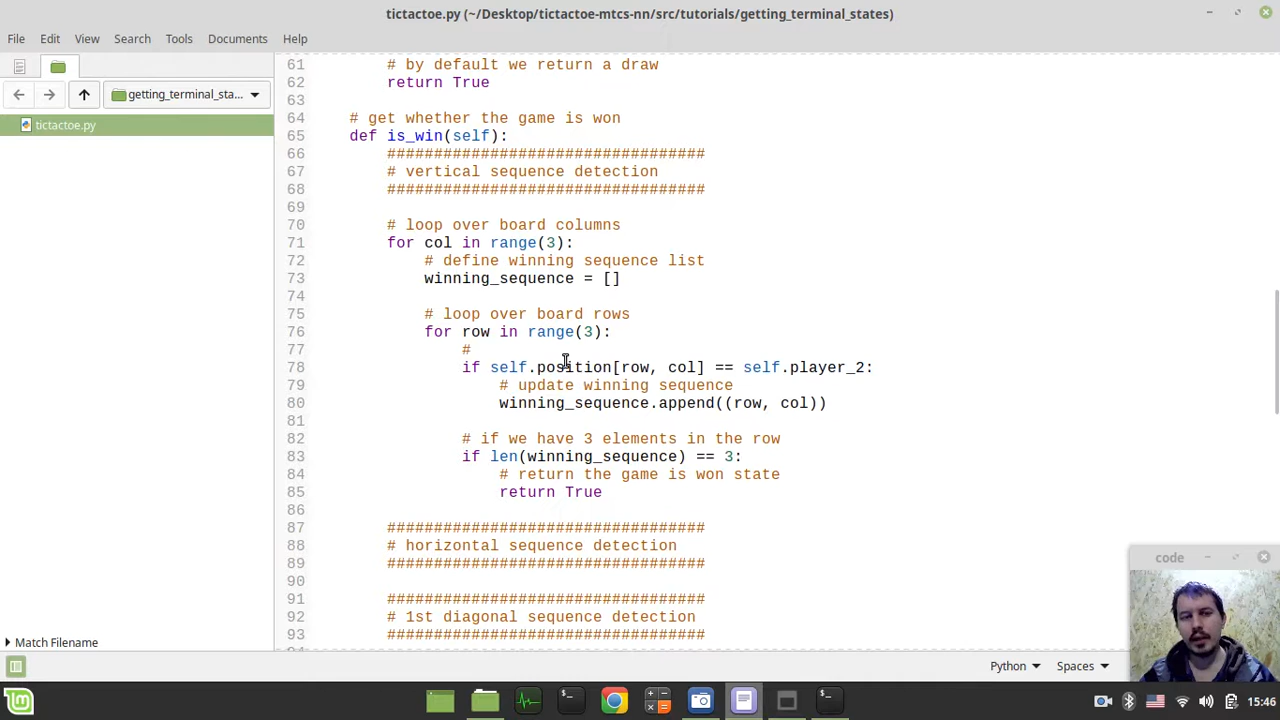 tictactoe.py (~/Desktop/tictactoe-mtcs-nn/src/tutorials/getting_terminal_states)
File Edit View Search Tools Documents Help
getting_terminal_sta...
tictactoe.py
61 # by default we return a draw
62 return True
63
64 # get whether the game is won
65 def is_win(self):
66 ##################################
67 # vertical sequence detection
68 ##################################
69
70 # loop over board columns
71 for col in range(3):
72 # define winning sequence list
73 winning_sequence = []
74
75 # loop over board rows
76 for row in range(3):
77 #
78 if self.position[row, col] == self.player_2:
79 # update winning sequence
80 winning_sequence.append((row, col))
81
82 # if we have 3 elements in the row
83 if len(winning_sequence) == 3:
84 # return the game is won state
85 return True
86
87 ##################################
88 # horizontal sequence detection
89 ##################################
90
91 ##################################
92 # 1st diagonal sequence detection
93 ##################################
code
Match Filename
Python Spaces
15:46